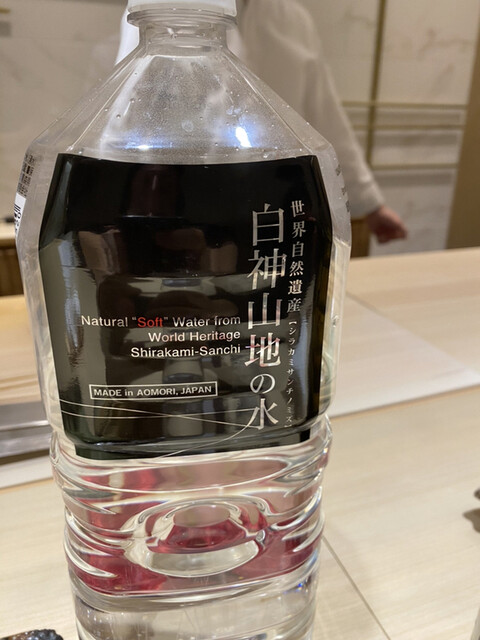 世界自然遺産
白神山地の水
[シラカミサンチノミズ]
Natural "Soft" Water from
World Heritage
Shirakami-Sanchi
MADE in AOMORI, JAPAN